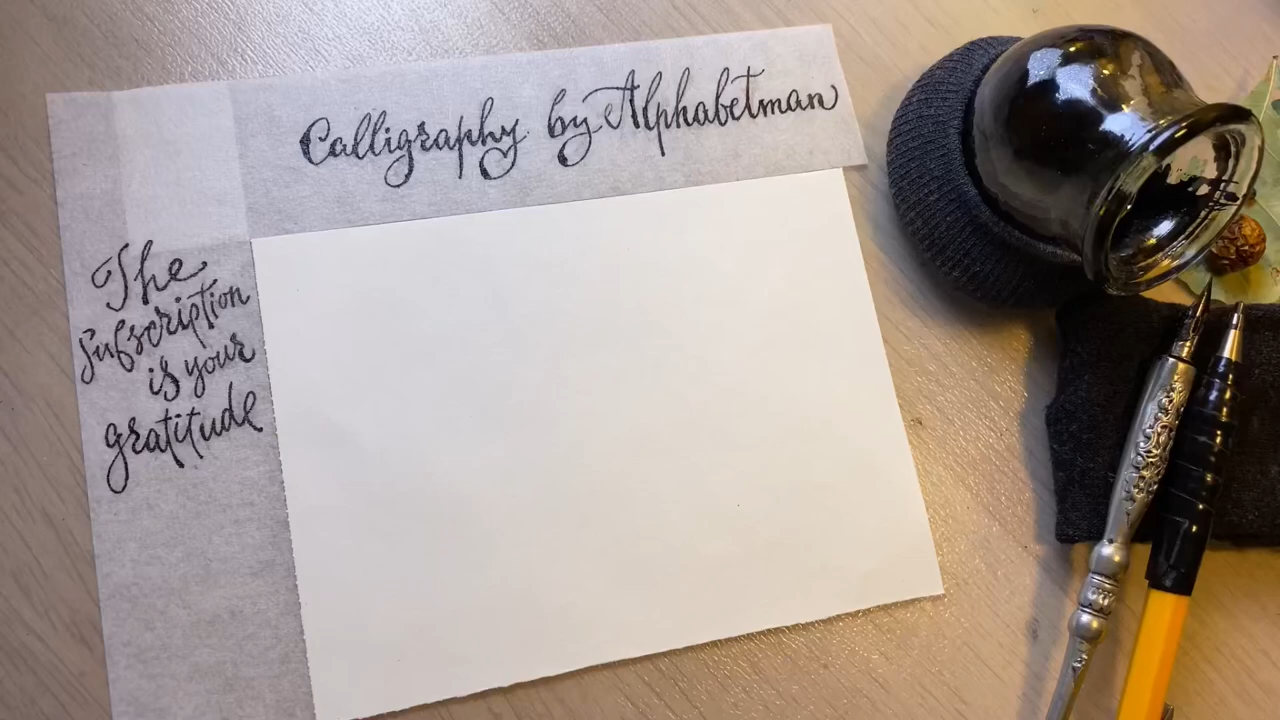 Calligraphy by Alphabetman
The
subscription
is your
gratitude